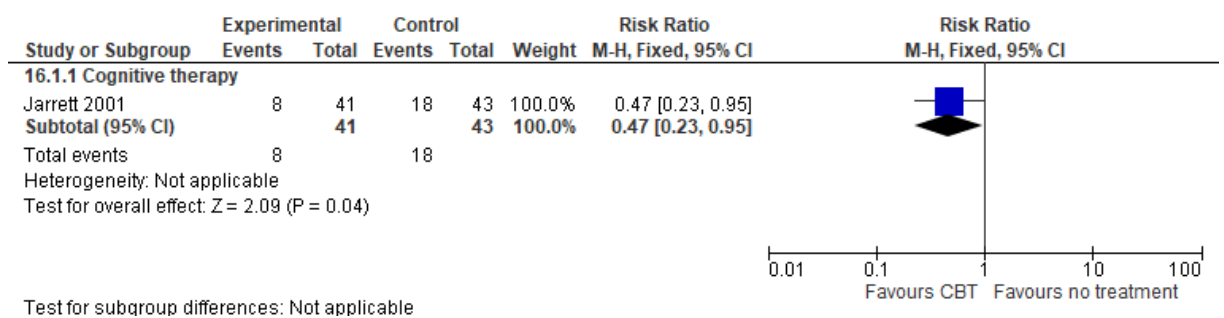 Experimental Control Risk Ratio Risk Ratio
Study or Subgroup Events Total Events Total Weight M-H, Fixed, 95% CI M-H, Fixed, 95% CI
16.1.1 Cognitive therapy
Jarrett 2001 8 41 18 43 100.0% 0.47 [0.23, 0.95]
Subtotal (95% CI) 41 43 100.0% 0.47 [0.23, 0.95]
Total events 8 18
Heterogeneity: Not applicable
Test for overall effect: Z = 2.09 (P = 0.04)
0.01 0.1 1 10 100
Favours CBT Favours no treatment
Test for subgroup differences: Not applicable